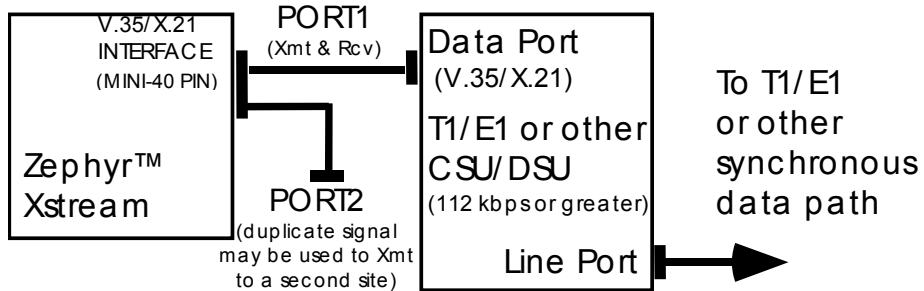 V.35/X.21
INTERFACE
(MINI-40 PIN)
Zephyr™
Xstream
PORT1
(Xmt & Rcv)
PORT2
(duplicate signal
may be used to Xmt
to a second site)
Data Port
(V.35/X.21)
T1/E1 or other
CSU/DSU
(112 kbps or greater)
Line Port
To T1/E1
or other
synchronous
data path